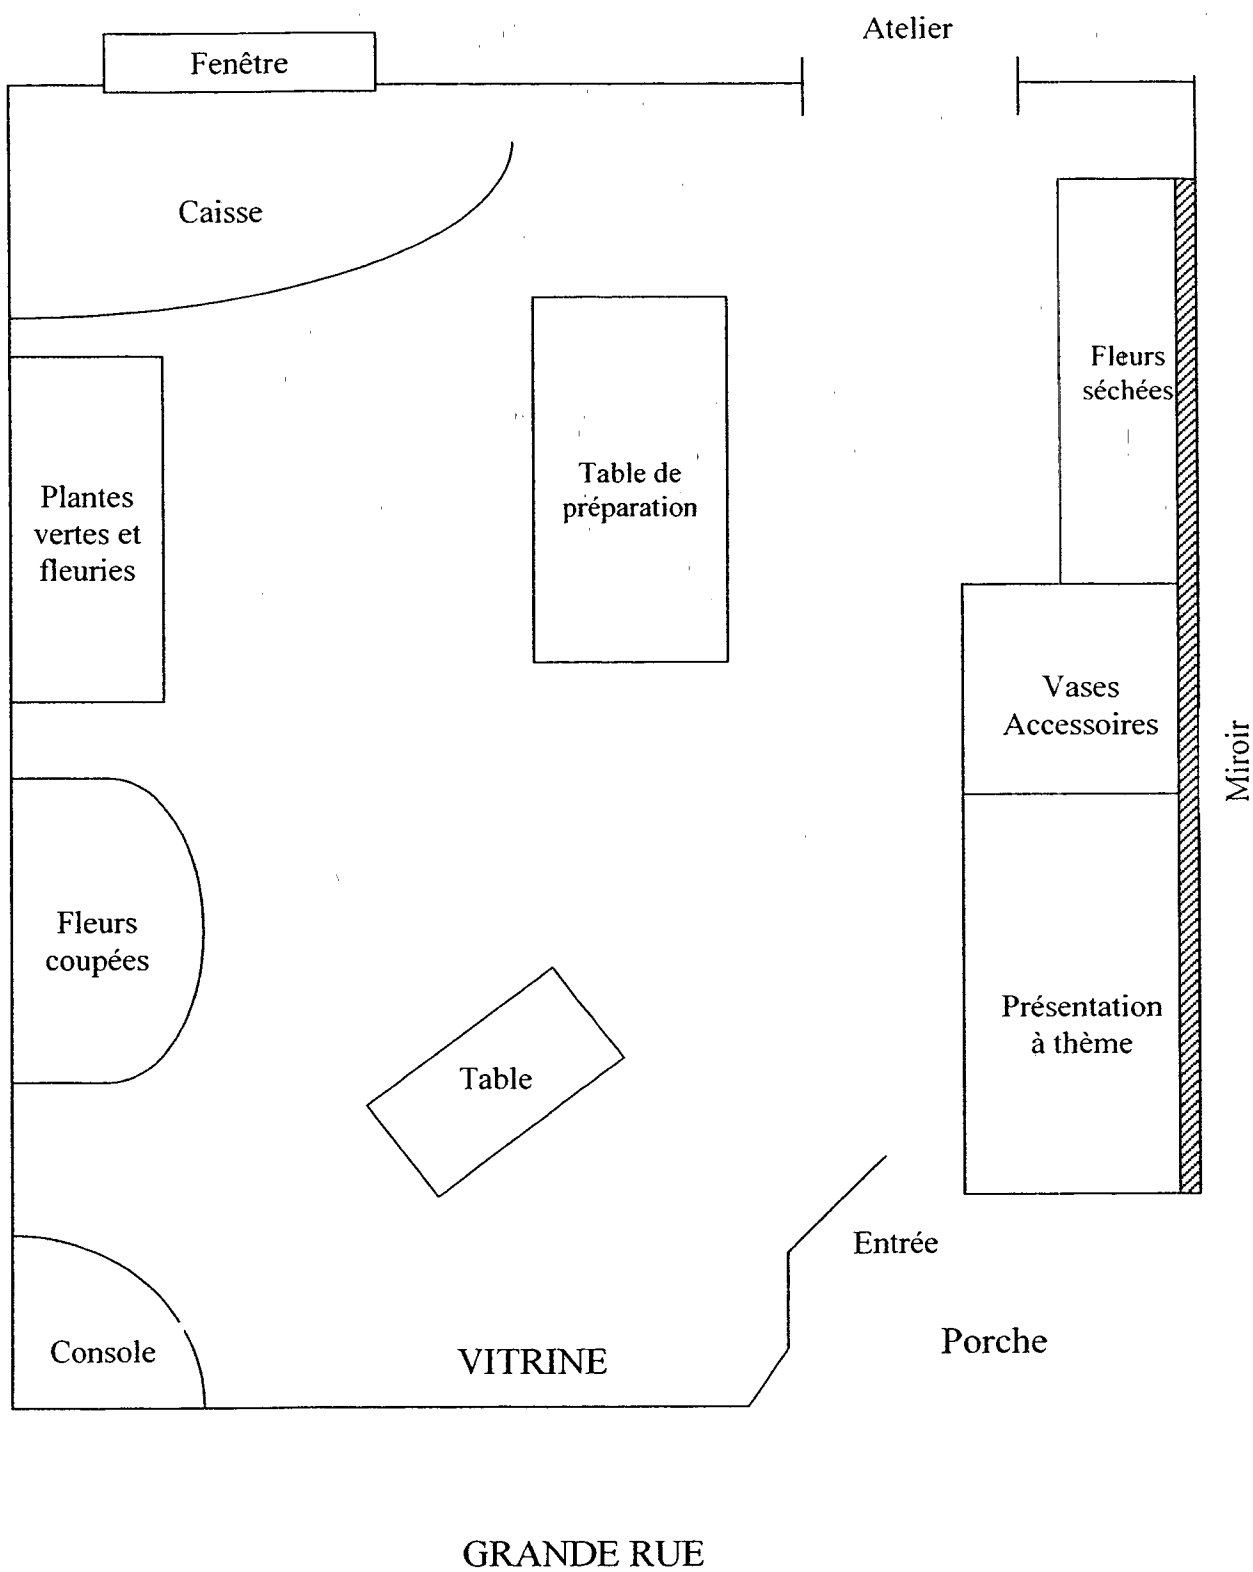 Atelier
Fenêtre
Caisse
Fleurs
séchées
Table de
préparation
Plantes
vertes et
fleuries
Vases
Accessoires
Miroir
Fleurs
coupées
Présentation
à thème
Table
Entrée
Porche
Console
VITRINE
GRANDE RUE